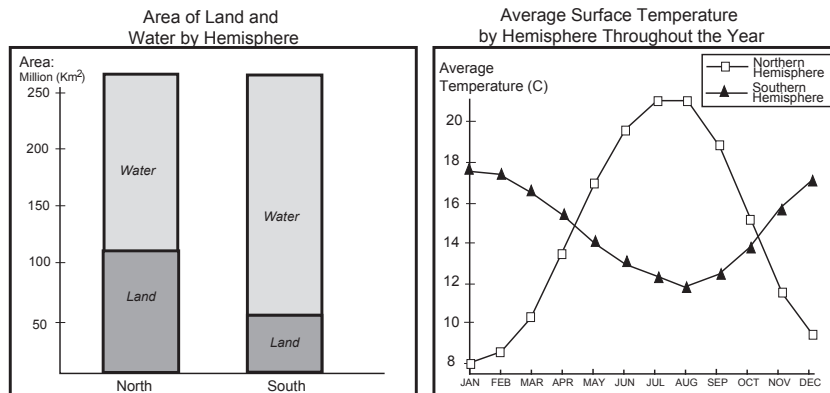 Area of Land and
Water by Hemisphere
Area:
Million (Km²)
250
200
150
100
50
Water
Land
Water
Land
North
South
Average Surface Temperature
by Hemisphere Throughout the Year
Average
Temperature (C)
Northern
Hemisphere
Southern
Hemisphere
20
18
16
14
12
10
8
JAN FEB MAR APR MAY JUN JUL AUG SEP OCT NOV DEC